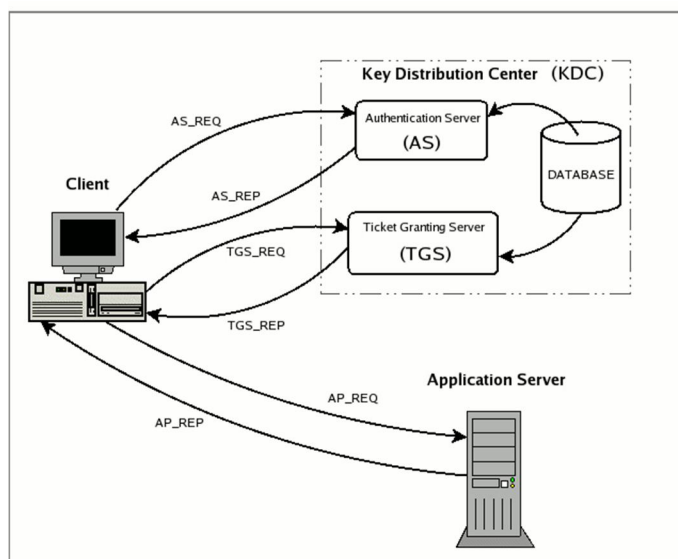 Key Distribution Center (KDC)
AS_REQ
Authentication Server
(AS)
Client
AS_REP
DATABASE
TGS_REQ
Ticket Granting Server
(TGS)
TGS_REP
Application Server
AP_REQ
AP_REP